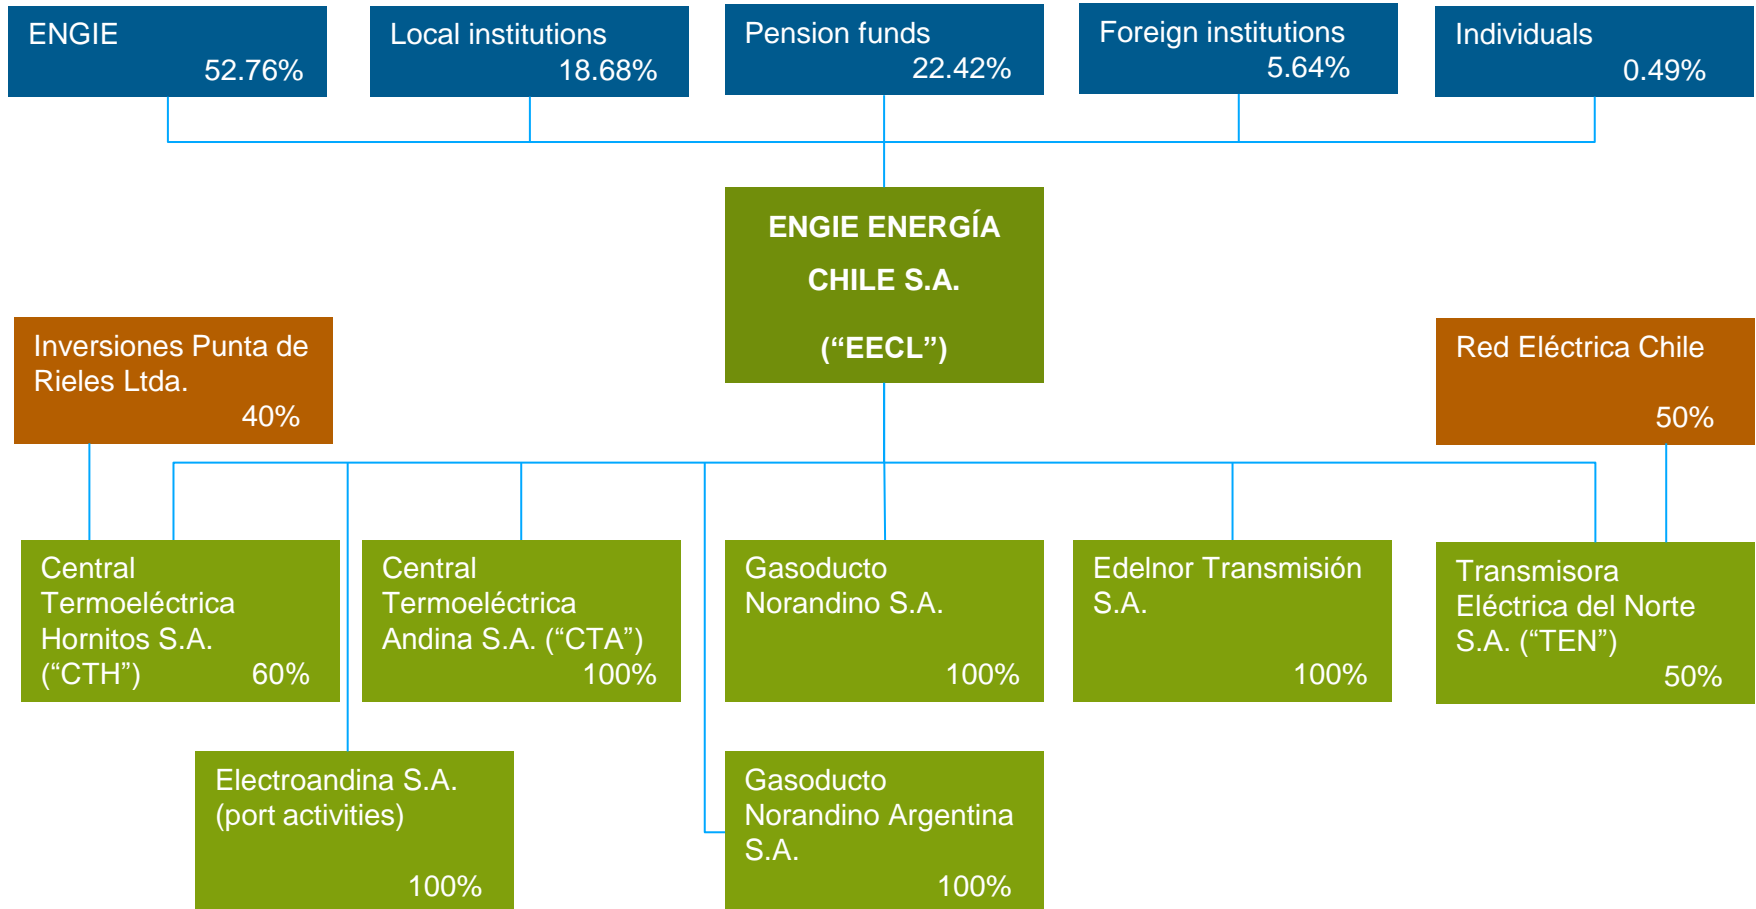 ENGIE
52.76%
Local institutions
18.68%
Pension funds
22.42%
Foreign institutions
5.64%
Individuals
0.49%
ENGIE ENERGÍA
CHILE S.A.
(“EECL”)
Inversiones Punta de
Rieles Ltda.
40%
Red Eléctrica Chile
50%
Central
Termoeléctrica
Hornitos S.A.
(“CTH”) 60%
Central
Termoeléctrica
Andina S.A. (“CTA”)
100%
Gasoducto
Norandino S.A.
100%
Edelnor Transmisión
S.A.
100%
Transmisora
Eléctrica del Norte
S.A. (“TEN”)
50%
Electroandina S.A.
(port activities)
100%
Gasoducto
Norandino Argentina
S.A.
100%